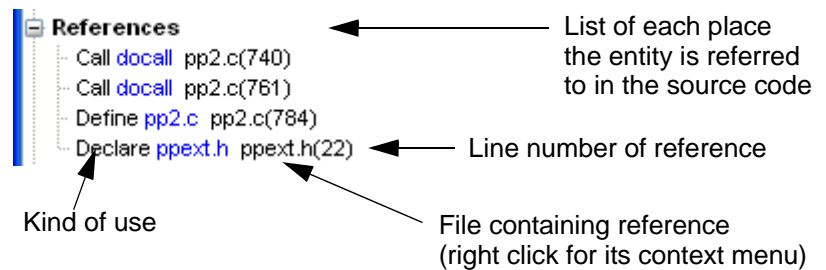 References
List of each place
the entity is referred
to in the source code
Call docall pp2.c(740)
Call docall pp2.c(761)
Define pp2.c pp2.c(784)
Declare ppext.h ppext.h(22)
Line number of reference
Kind of use
File containing reference
(right click for its context menu)